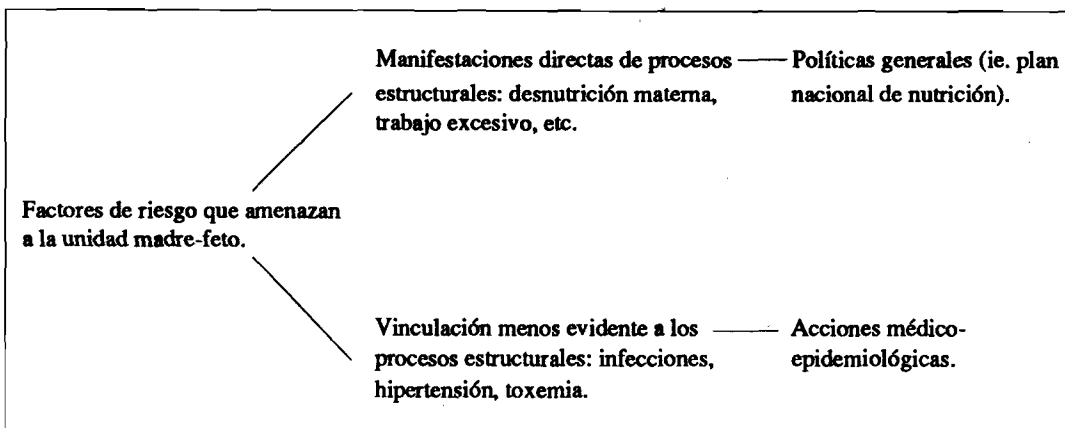 Manifestaciones directas de procesos
estructurales: desnutrición materna,
trabajo excesivo, etc.
Políticas generales (ie. plan
nacional de nutrición).
Factores de riesgo que amenazan
a la unidad madre-feto.
Vinculación menos evidente a los
procesos estructurales: infecciones,
hipertensión, toxemia.
Acciones médico-
epidemiológicas.